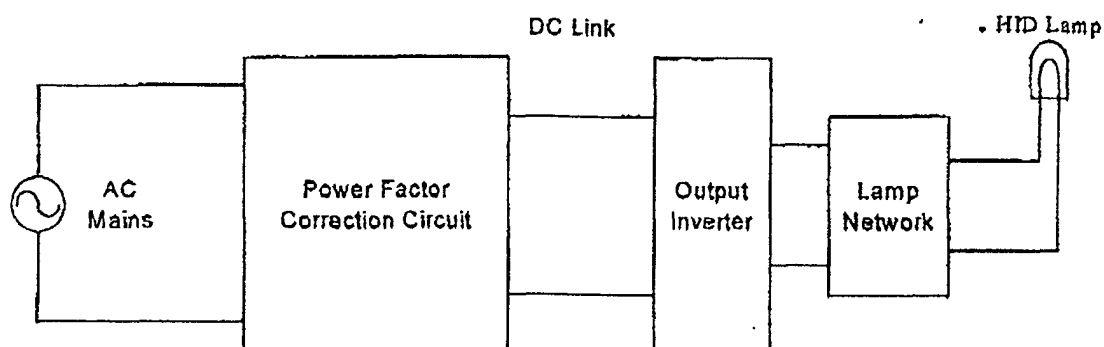 DC Link
HID Lamp
AC
Mains
Power Factor
Correction Circuit
Output
Inverter
Lamp
Network